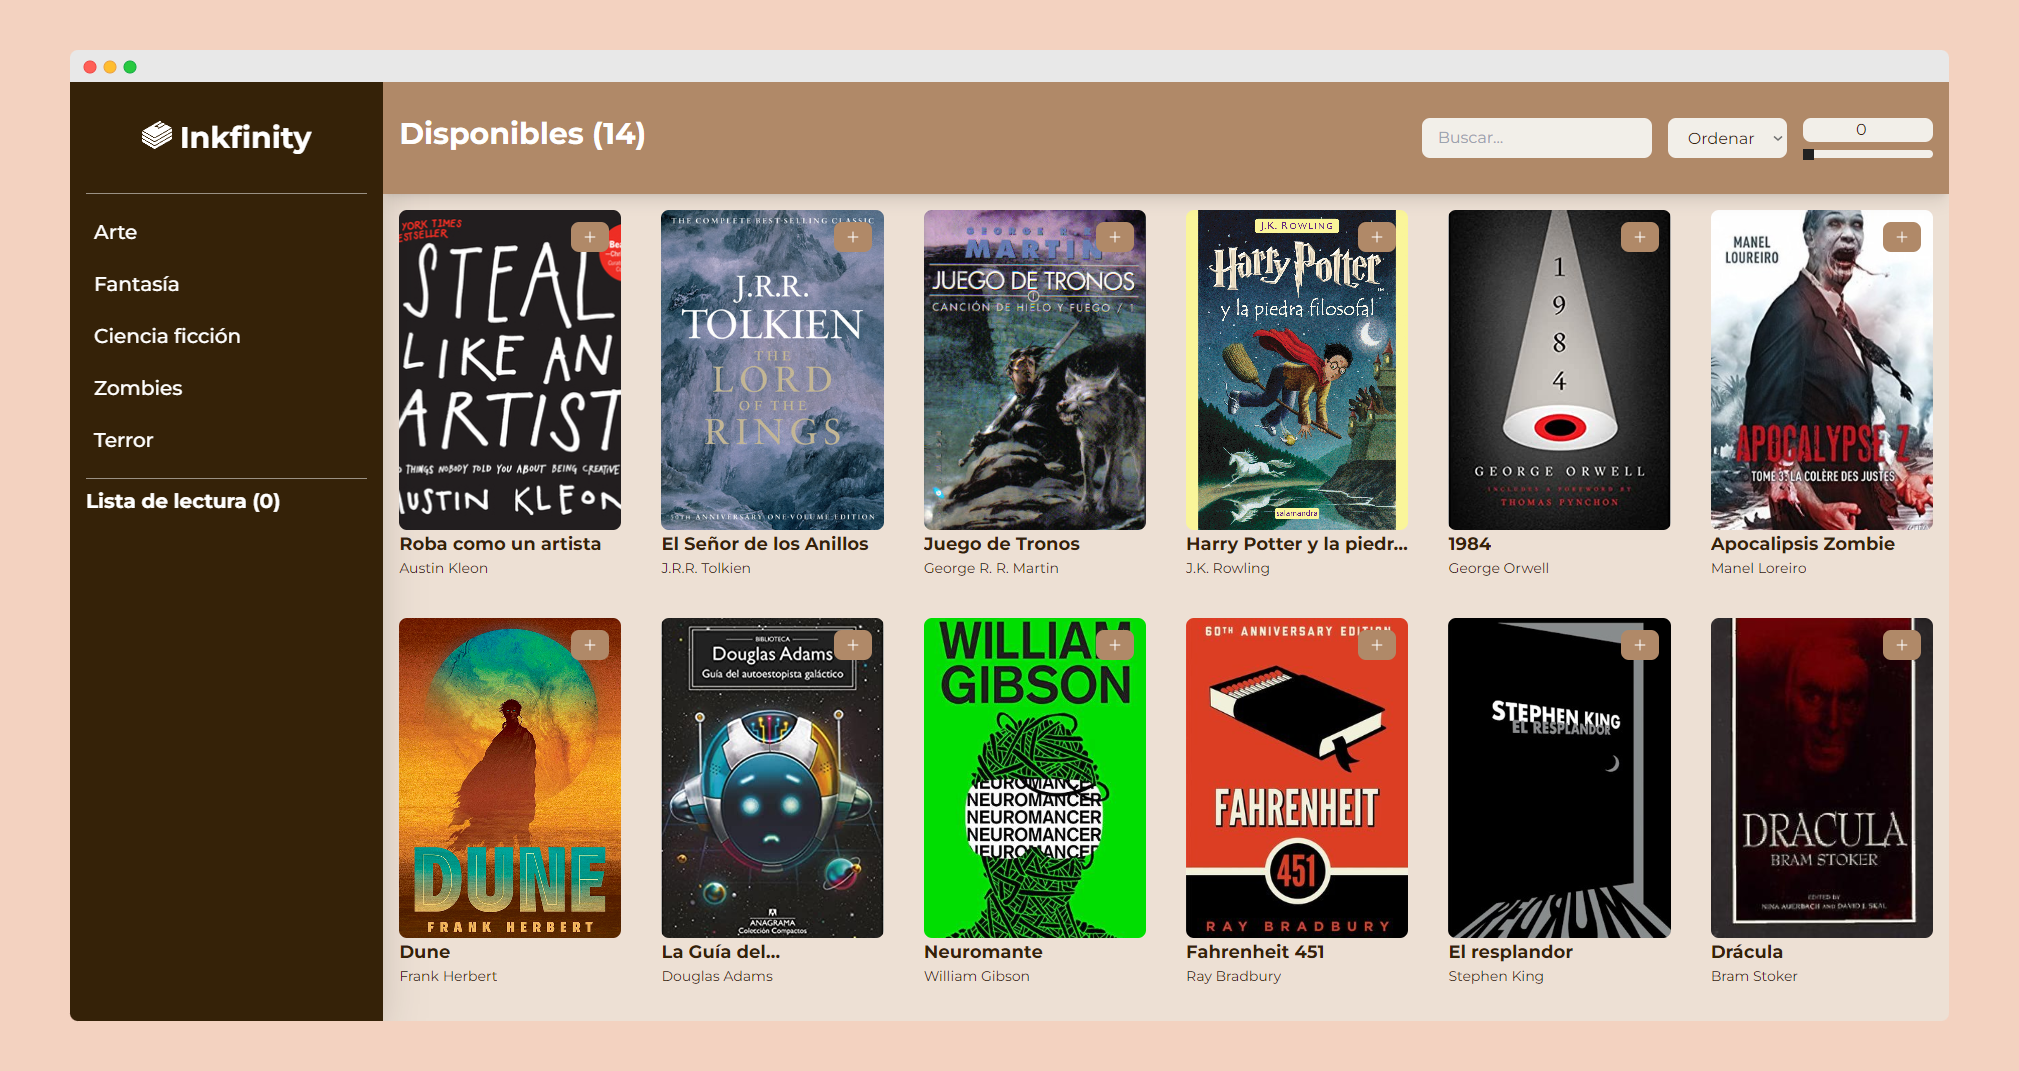 Inkfinity
Arte
Fantasía
Ciencia ficción
Zombies
Terror
Lista de lectura (0)
Disponibles (14)
Buscar...
Ordenar
0
YORK TIMES
STEAL
LIKE AN
ARTIST
THINGS NOBODY TOLD YOU ABOUT BEING CREATIVE
AUSTIN KLEON
Roba como un artista
Austin Kleon
THE COMPLETE BEST-SELLING CLASSIC
J.R.R.
TOLKIEN
THE
LORD
OF THE
RINGS
50TH ANNIVERSARY ONE-VOLUME EDITION
El Señor de los Anillos
J.R.R. Tolkien
GEORGE R.
MARTIN
JUEGO DE TRONOS
CANCIÓN DE HIELO Y FUEGO / 1
Juego de Tronos
George R. R. Martin
J.K. ROWLING
Harry Potter
y la piedra filosofal
salamandra
Harry Potter y la piedr...
J.K. Rowling
1
9
8
4
GEORGE ORWELL
INCLUDES A FOREWORD BY
THOMAS PYNCHON
1984
George Orwell
MANEL
LOUREIRO
APOCALYPSE Z
TOME 3: LA COLÈRE DES JUSTES
Apocalipsis Zombie
Manel Loreiro
DUNE
FRANK HERBERT
Dune
Frank Herbert
BIBLIOTECA
Douglas Adams
Guía del autoestopista galáctico
ANAGRAMA
Colección Compactos
La Guía del...
Douglas Adams
WILLIAM
GIBSON
NEUROMANCER
NEUROMANCER
NEUROMANCER
NEUROMANCER
NEUROMANCER
Neuromante
William Gibson
60TH ANNIVERSARY EDITION
FAHRENHEIT
451
RAY BRADBURY
Fahrenheit 451
Ray Bradbury
STEPHEN KING
EL RESPLANDOR
REDRUM
El resplandor
Stephen King
DRACULA
BRAM STOKER
EDITED BY
NINA AUERBACH AND DAVID J. SKAL
Drácula
Bram Stoker